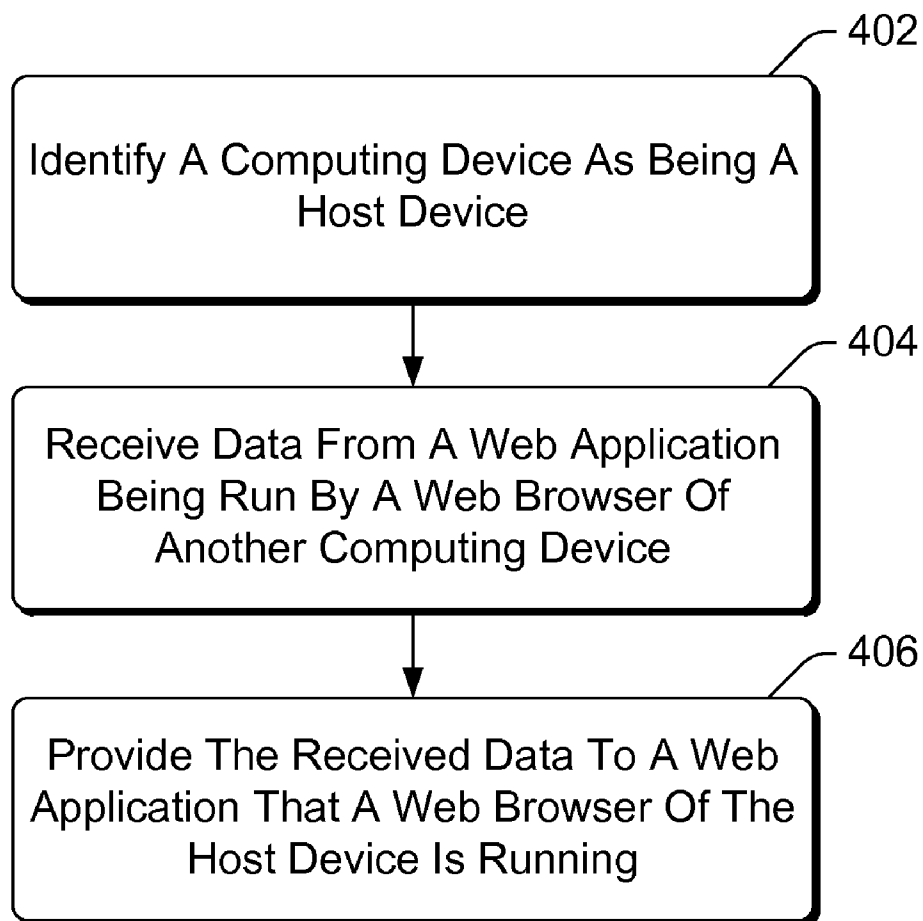 402
Identify A Computing Device As Being A
Host Device
404
Receive Data From A Web Application
Being Run By A Web Browser Of
Another Computing Device
406
Provide The Received Data To A Web
Application That A Web Browser Of The
Host Device Is Running